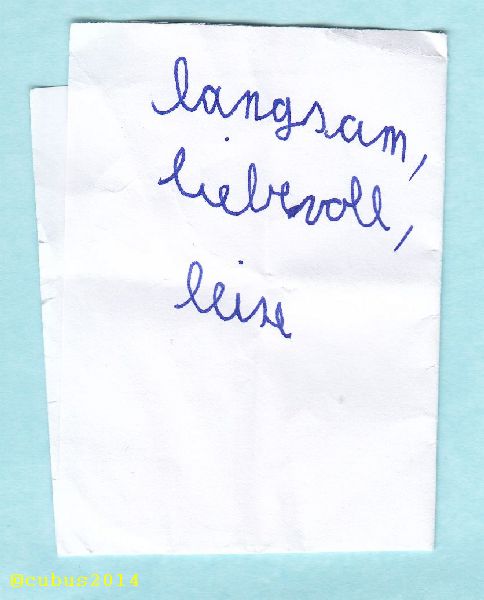 langsam,
liebevoll,
leise
©cubus2014